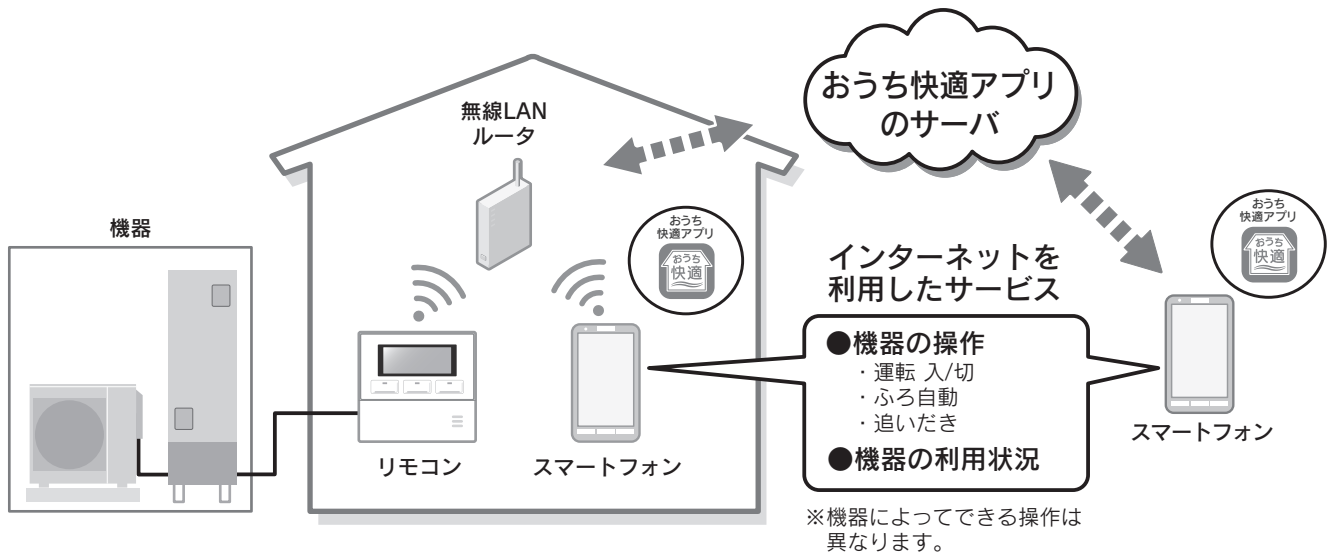 おうち快適アプリ
のサーバ
無線LAN
ルータ
機器
おうち
快適アプリ
おうち
快適
おうち
快適アプリ
おうち
快適
インターネットを
利用したサービス
●機器の操作
・運転 入/切
・ふろ自動
・追いだき
●機器の利用状況
リモコン
スマートフォン
スマートフォン
※機器によってできる操作は
異なります。